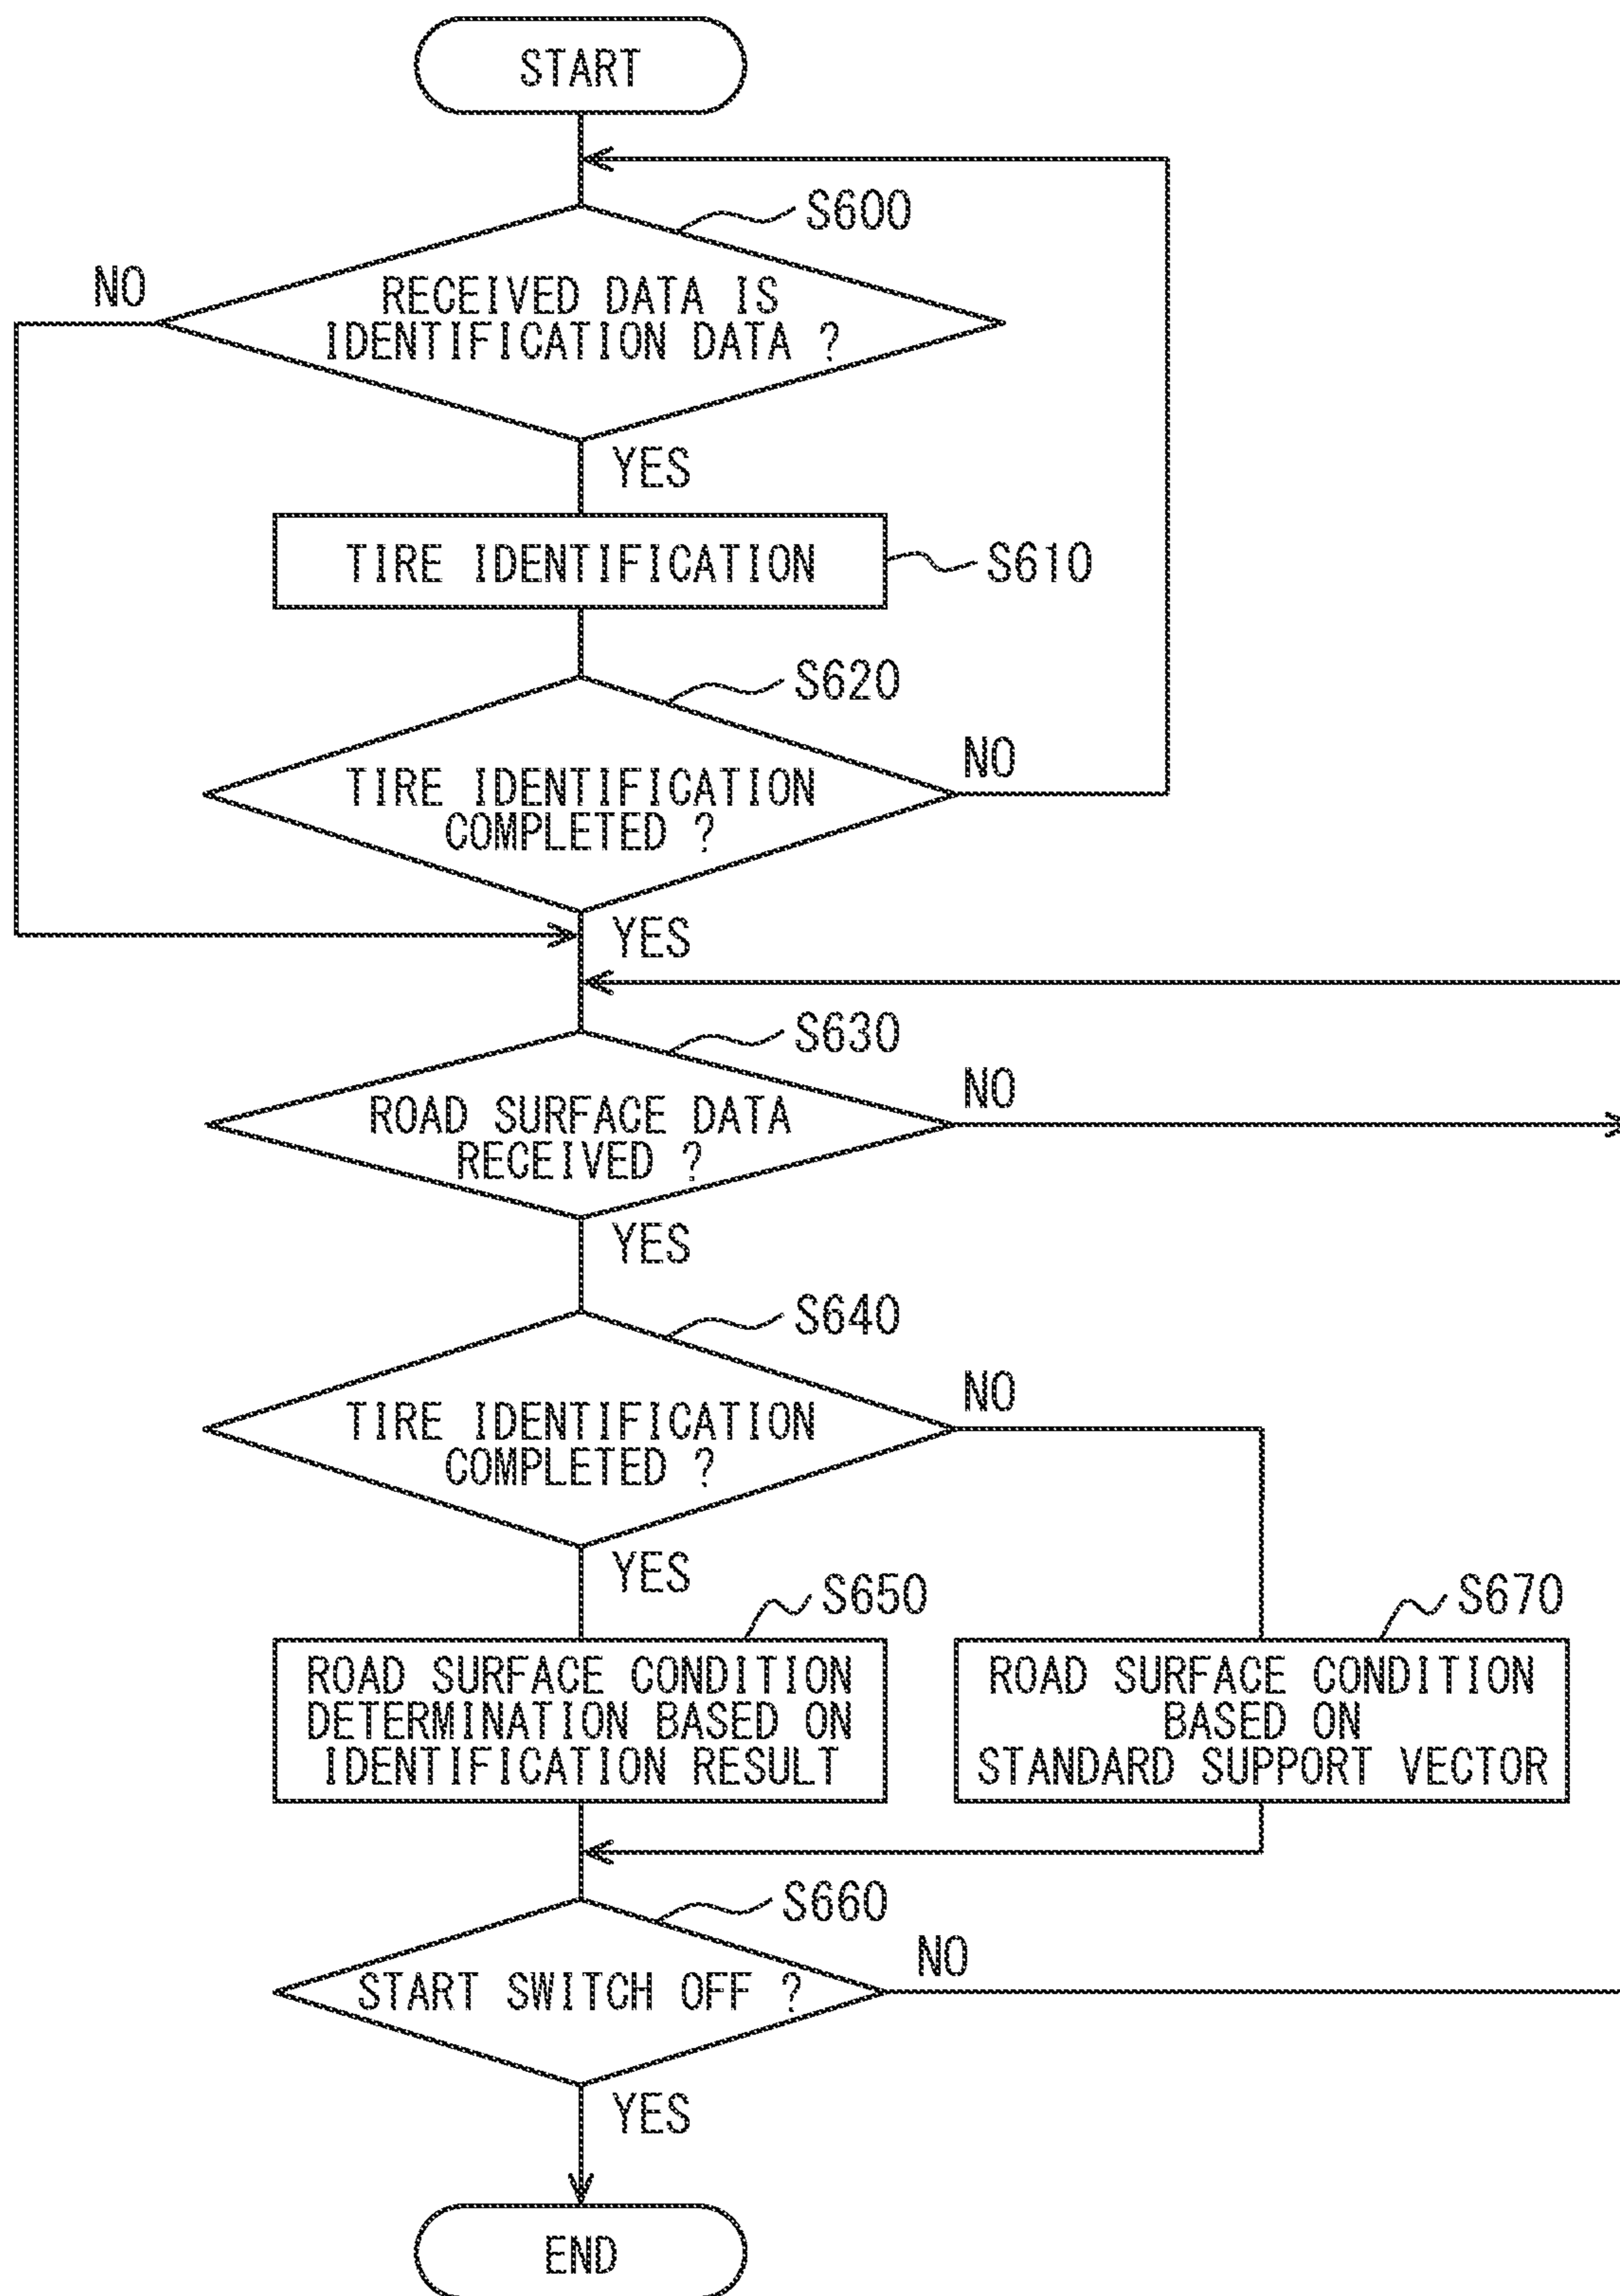 START
S600
NO
RECEIVED DATA IS
IDENTIFICATION DATA ?
YES
TIRE IDENTIFICATION
S610
S620
NO
TIRE IDENTIFICATION
COMPLETED ?
YES
S630
NO
ROAD SURFACE DATA
RECEIVED ?
YES
S640
NO
TIRE IDENTIFICATION
COMPLETED ?
YES
S650
S670
ROAD SURFACE CONDITION
DETERMINATION BASED ON
IDENTIFICATION RESULT
ROAD SURFACE CONDITION
BASED ON
STANDARD SUPPORT VECTOR
S660
NO
START SWITCH OFF ?
YES
END